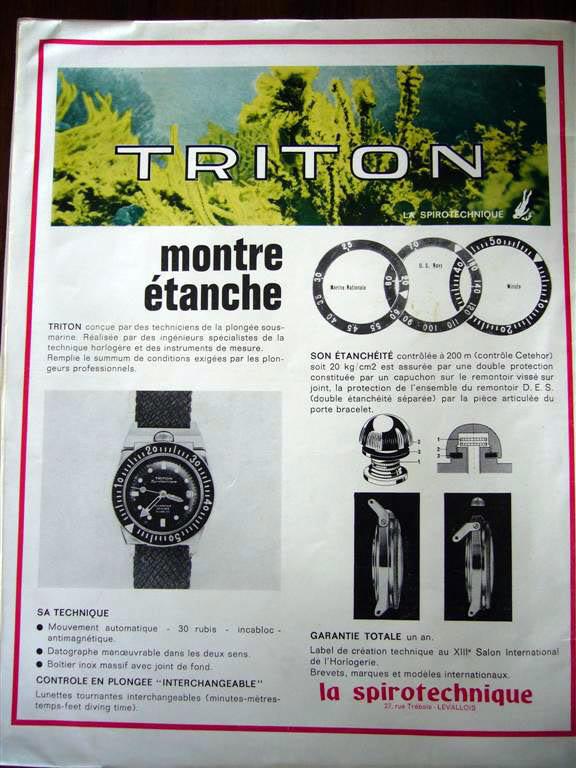 TRITON
LA SPIROTECHNIQUE
montre
étanche
Marine Nationale
U.S. Navy
Minute
TRITON conçue par des techniciens de la plongée sous-
marine. Réalisée par des ingénieurs spécialistes de la
technique horlogère et des instruments de mesure.
Remplie le summum de conditions exigées par les plon-
geurs professionnels.
SON ÉTANCHÉITÉ contrôlée à 200 m (contrôle Cetehor)
soit 20 kg/cm2 est assurée par une double protection
constituée par un capuchon sur le remontoir vissé sur
joint, la protection de l'ensemble du remontoir D.E.S.
(double étanchéité séparée) par la pièce articulée du
porte bracelet.
TRITON
Spirotechnique
SA TECHNIQUE
● Mouvement automatique - 30 rubis - incabloc -
antimagnétique.
● Datographe manœuvrable dans les deux sens.
● Boîtier inox massif avec joint de fond.
CONTROLE EN PLONGEE "INTERCHANGEABLE"
Lunettes tournantes interchangeables (minutes-mètres-
temps-feet diving time).
GARANTIE TOTALE un an.
Label de création technique au XIIIe Salon International
de l'Horlogerie.
Brevets, marques et modèles internationaux.
la spirotechnique
27, rue Trébois - LEVALLOIS